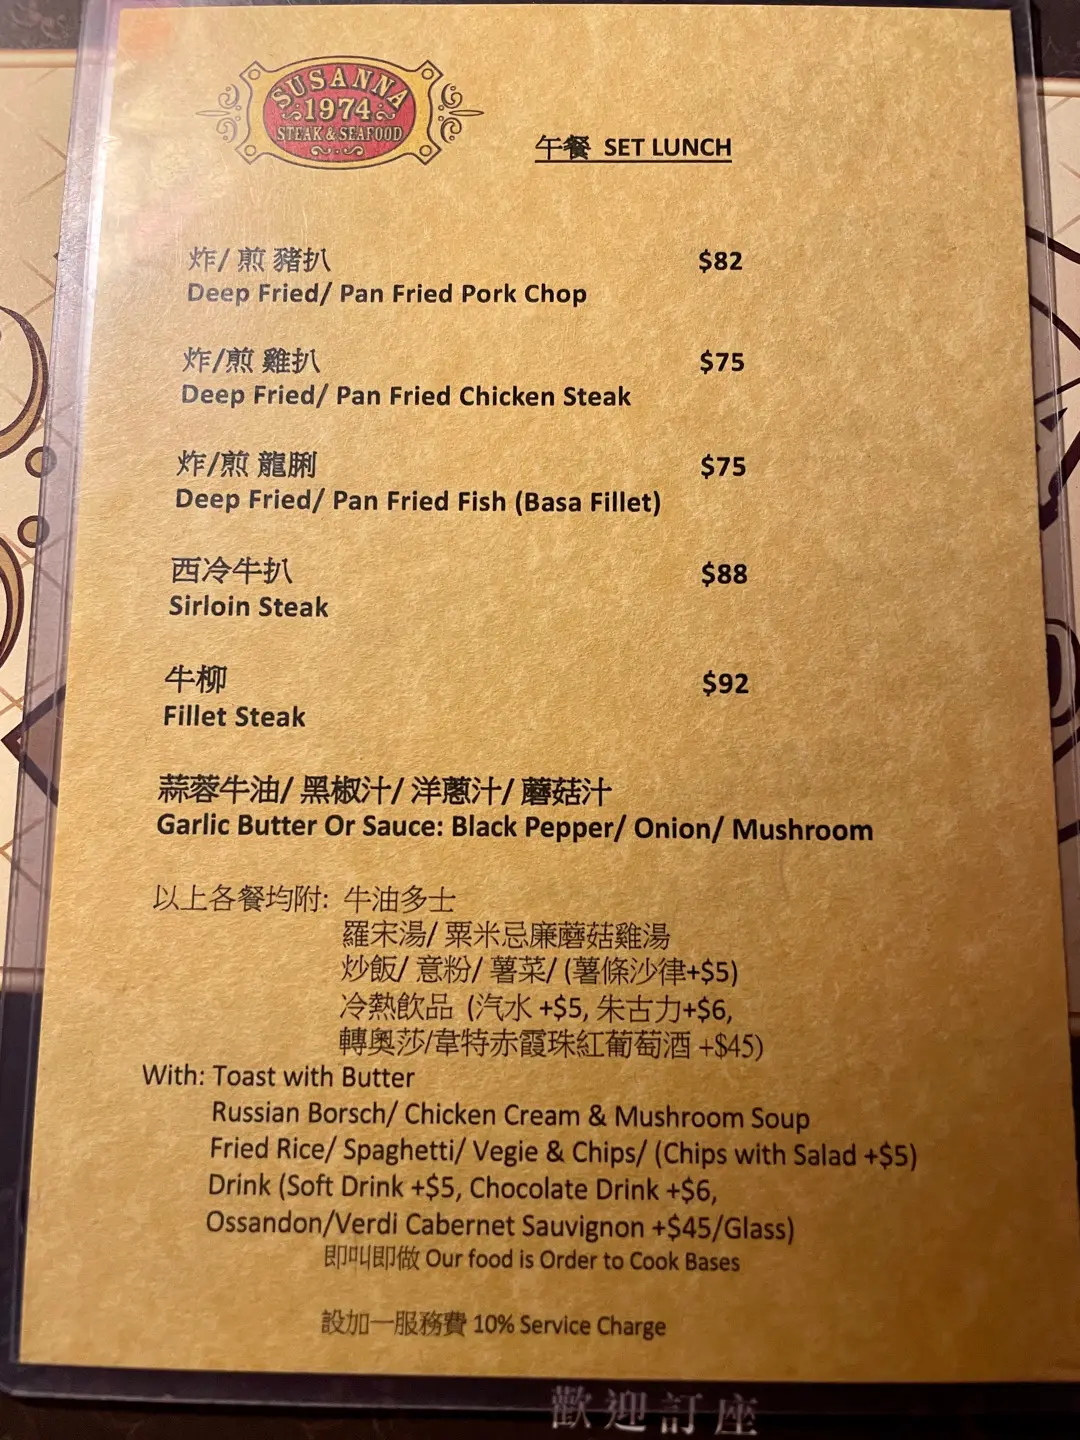 SUSANNA
1974
STEAK & SEAFOOD
午餐 SET LUNCH
炸/ 煎 豬扒 $82
Deep Fried/ Pan Fried Pork Chop
炸/煎 雞扒 $75
Deep Fried/ Pan Fried Chicken Steak
炸/煎 龍脷 $75
Deep Fried/ Pan Fried Fish (Basa Fillet)
西冷牛扒 $88
Sirloin Steak
牛柳 $92
Fillet Steak
蒜蓉牛油/ 黑椒汁/ 洋蔥汁/ 蘑菇汁
Garlic Butter Or Sauce: Black Pepper/ Onion/ Mushroom
以上各餐均附: 牛油多士
羅宋湯/ 粟米忌廉蘑菇雞湯
炒飯/ 意粉/ 薯菜/ (薯條沙律+$5)
冷熱飲品 (汽水 +$5, 朱古力+$6,
轉奧莎/韋特赤霞珠紅葡萄酒 +$45)
With: Toast with Butter
Russian Borsch/ Chicken Cream & Mushroom Soup
Fried Rice/ Spaghetti/ Vegie & Chips/ (Chips with Salad +$5)
Drink (Soft Drink +$5, Chocolate Drink +$6,
Ossandon/Verdi Cabernet Sauvignon +$45/Glass)
即叫即做 Our food is Order to Cook Bases
設加一服務費 10% Service Charge
歡迎訂座